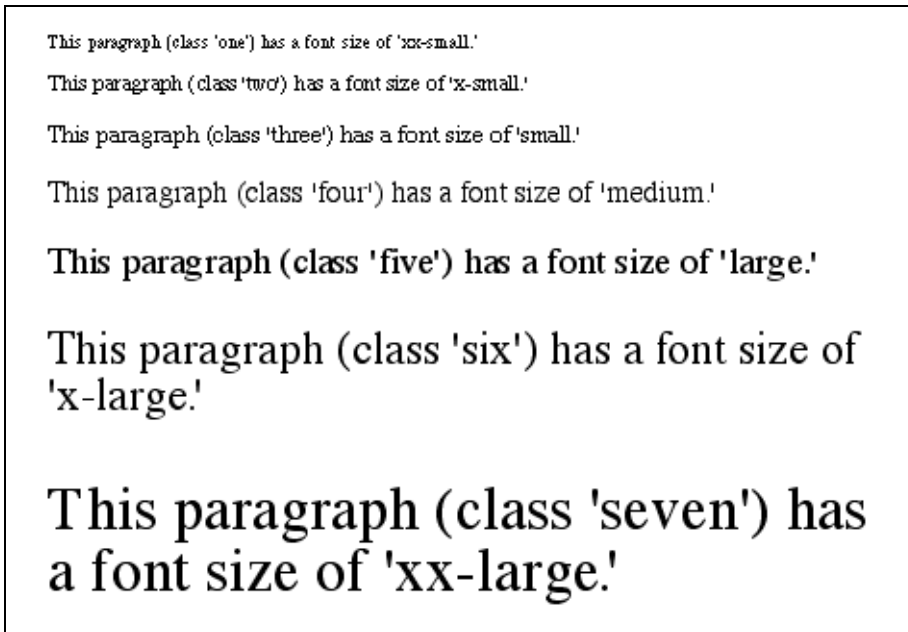 This paragraph (class 'one') has a font size of 'xx-small.'
This paragraph (class 'two') has a font size of 'x-small.'
This paragraph (class 'three') has a font size of 'small.'
This paragraph (class 'four') has a font size of 'medium.'
This paragraph (class 'five') has a font size of 'large.'
This paragraph (class 'six') has a font size of
'x-large.'
This paragraph (class 'seven') has
a font size of 'xx-large.'